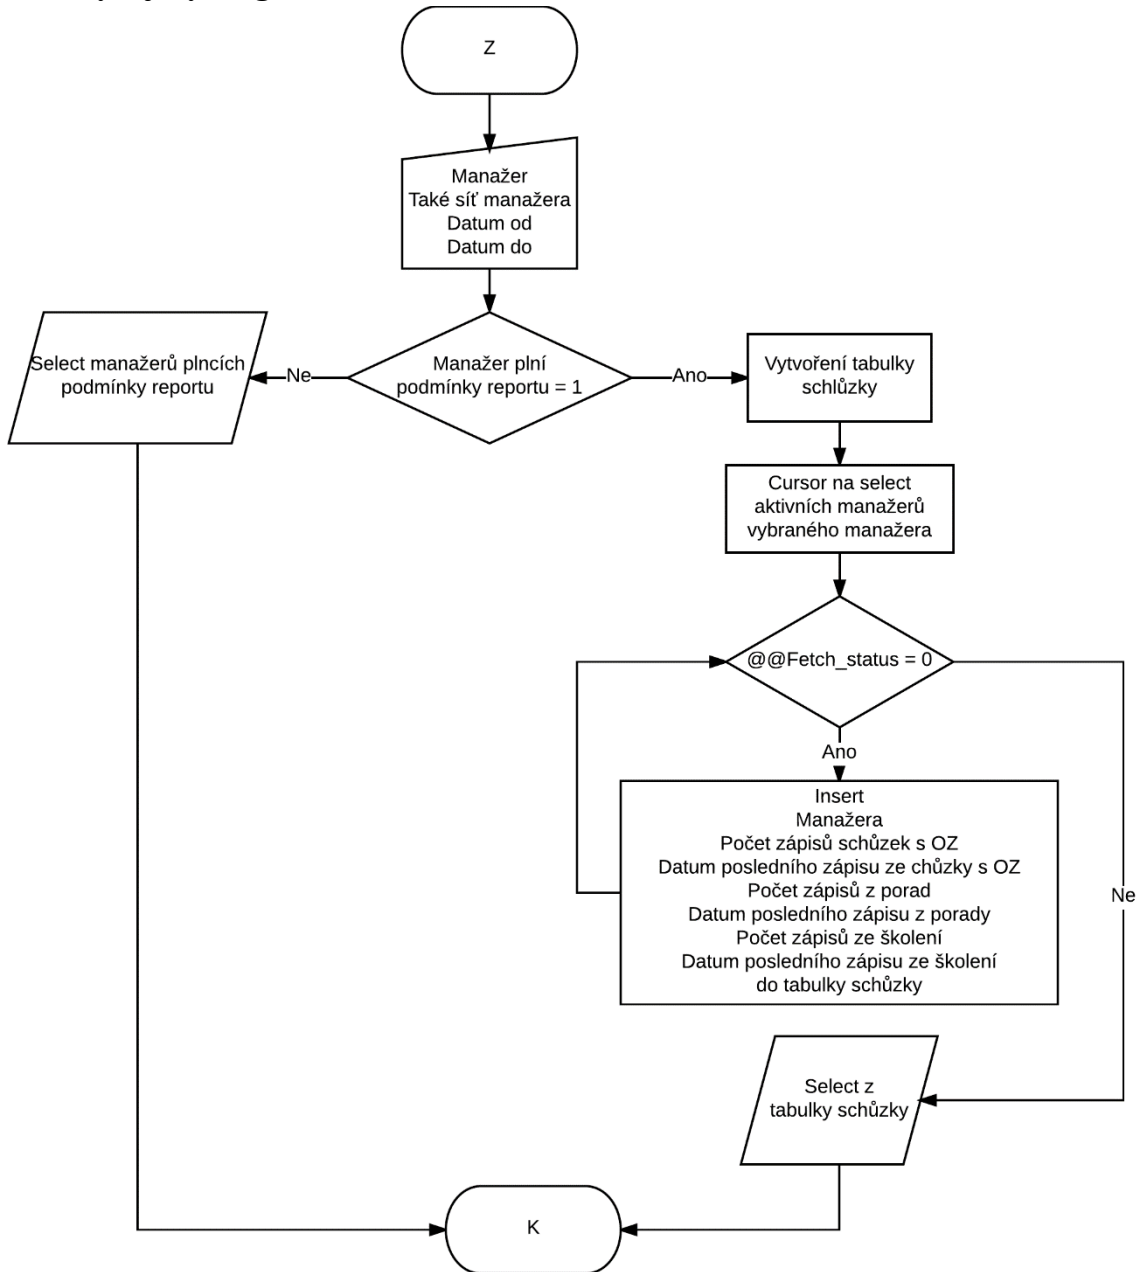 Z
Manažer
Také síť manažera
Datum od
Datum do
Manažer plní
podmínky reportu = 1
Ne
Select manažerů plncích
podmínky reportu
Ano
Vytvoření tabulky
schlůzky
Cursor na select
aktivních manažerů
vybraného manažera
@@Fetch_status = 0
Ano
Insert
Manažera
Počet zápisů schůzek s OZ
Datum posledního zápisu ze chůzky s OZ
Počet zápisů z porad
Datum posledního zápisu z porady
Počet zápisů ze školení
Datum posledního zápisu ze školení
do tabulky schůzky
Ne
Select z
tabulky schůzky
K